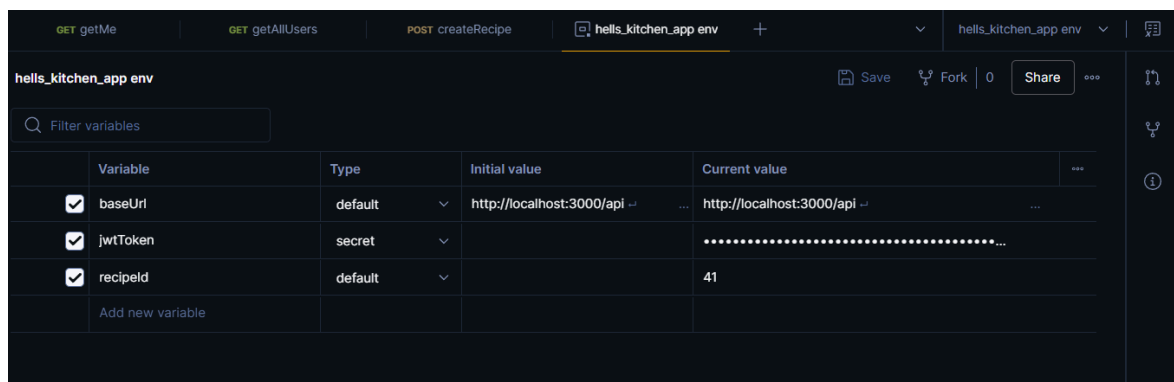 GET getMe GET getAllUsers POST createRecipe hells_kitchen_app env hells_kitchen_app env
hells_kitchen_app env Save Fork 0 Share
Filter variables
Variable Type Initial value Current value
baseUrl default http://localhost:3000/api ↵ ... http://localhost:3000/api ↵ ...
jwtToken secret ••••••••••••••••••••••••••••••••••••••••...
recipeId default 41
Add new variable